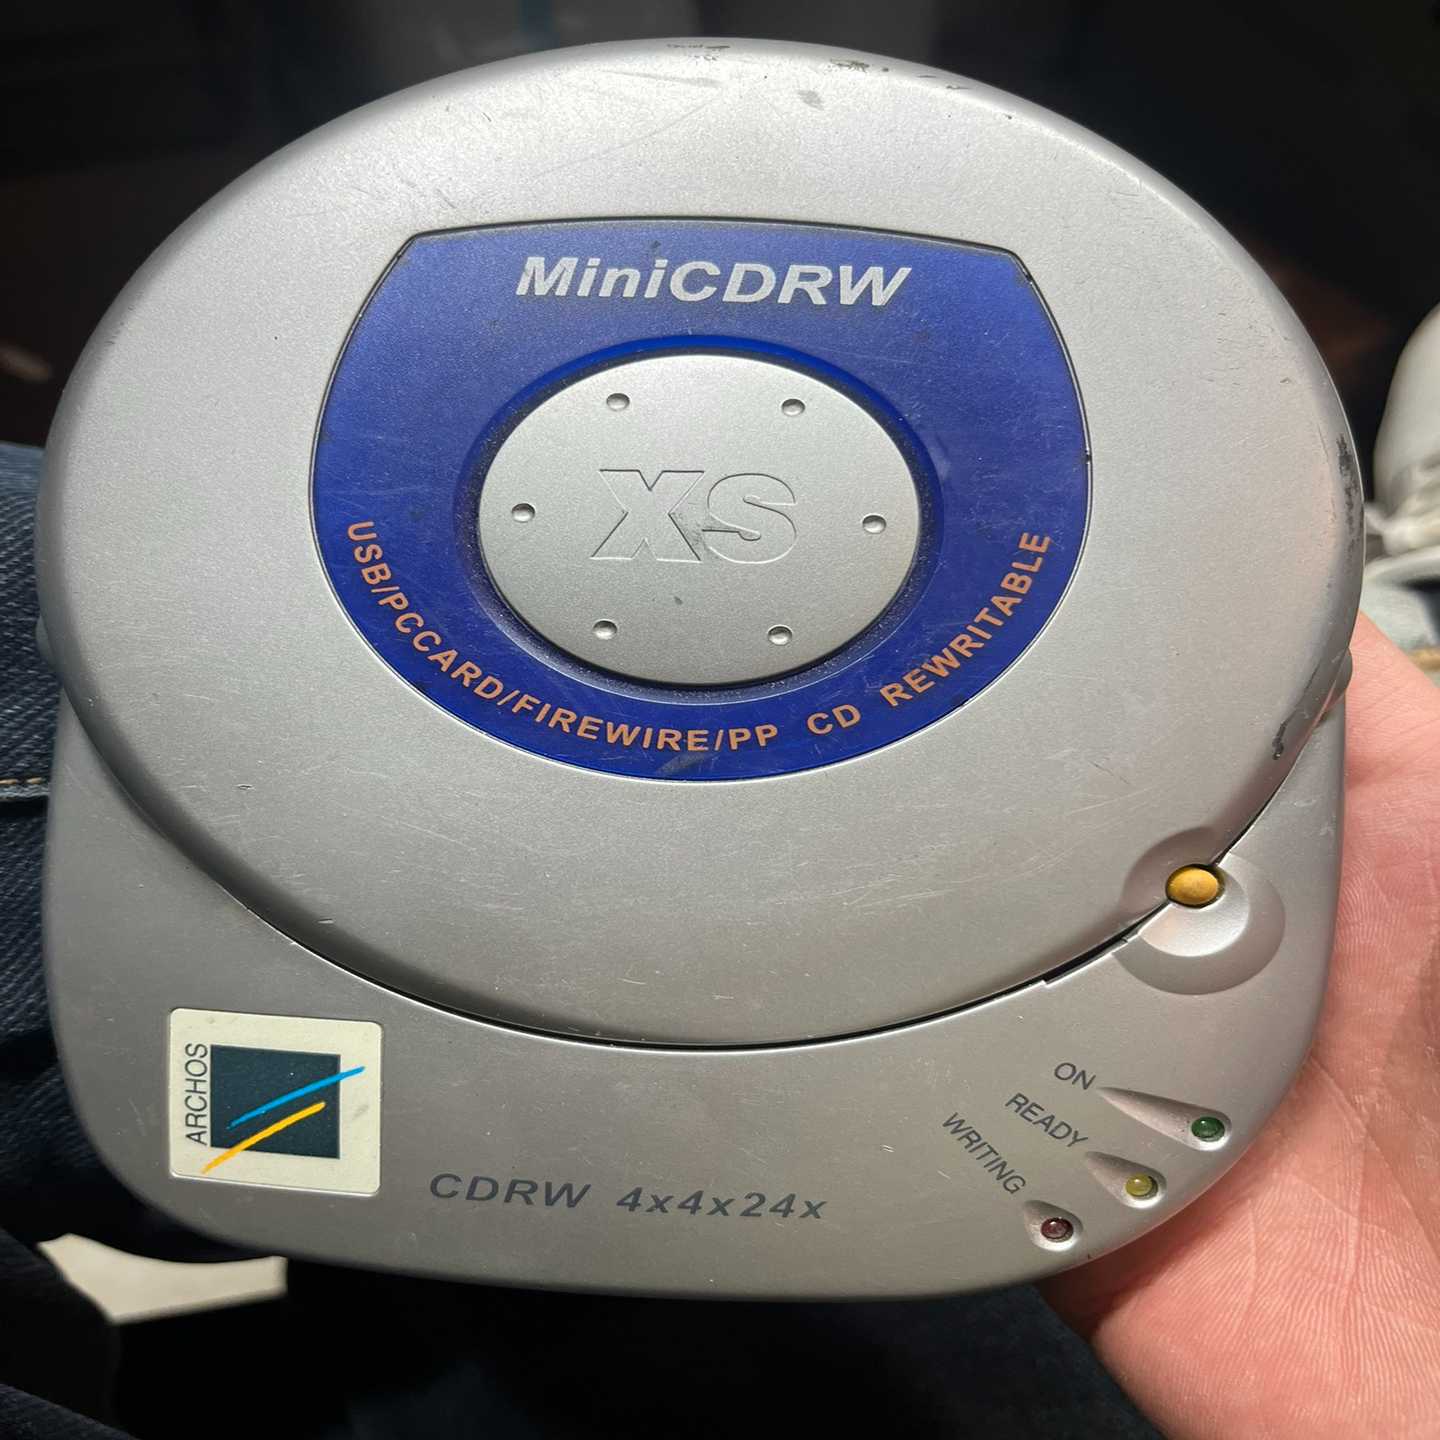 MiniCDRW
XS
USB/PCCARD/FIREWIRE/PP CD REWRITABLE
ARCHOS
CDRW 4x4x24x
ON
READY
WRITING